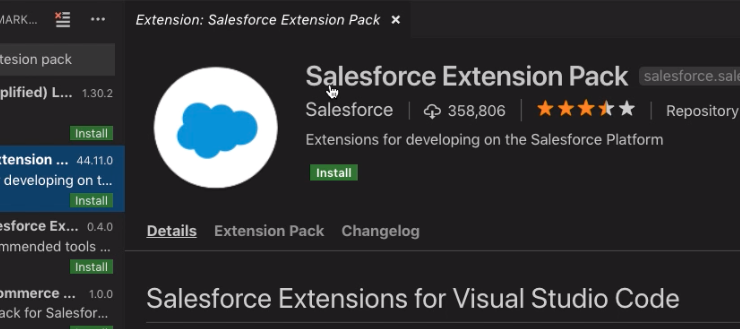 MARK...
Extension: Salesforce Extension Pack
tesion pack
plified) L... 1.30.2
Install
xtension ... 44.11.0
developing on t...
Install
esforce Ex... 0.4.0
mmended tools ...
Install
ommerce ... 1.0.0
ack for Salesfor...
Salesforce Extension Pack
salesforce.sale
Salesforce
358,806
Repository
Extensions for developing on the Salesforce Platform
Install
Details Extension Pack Changelog
Salesforce Extensions for Visual Studio Code